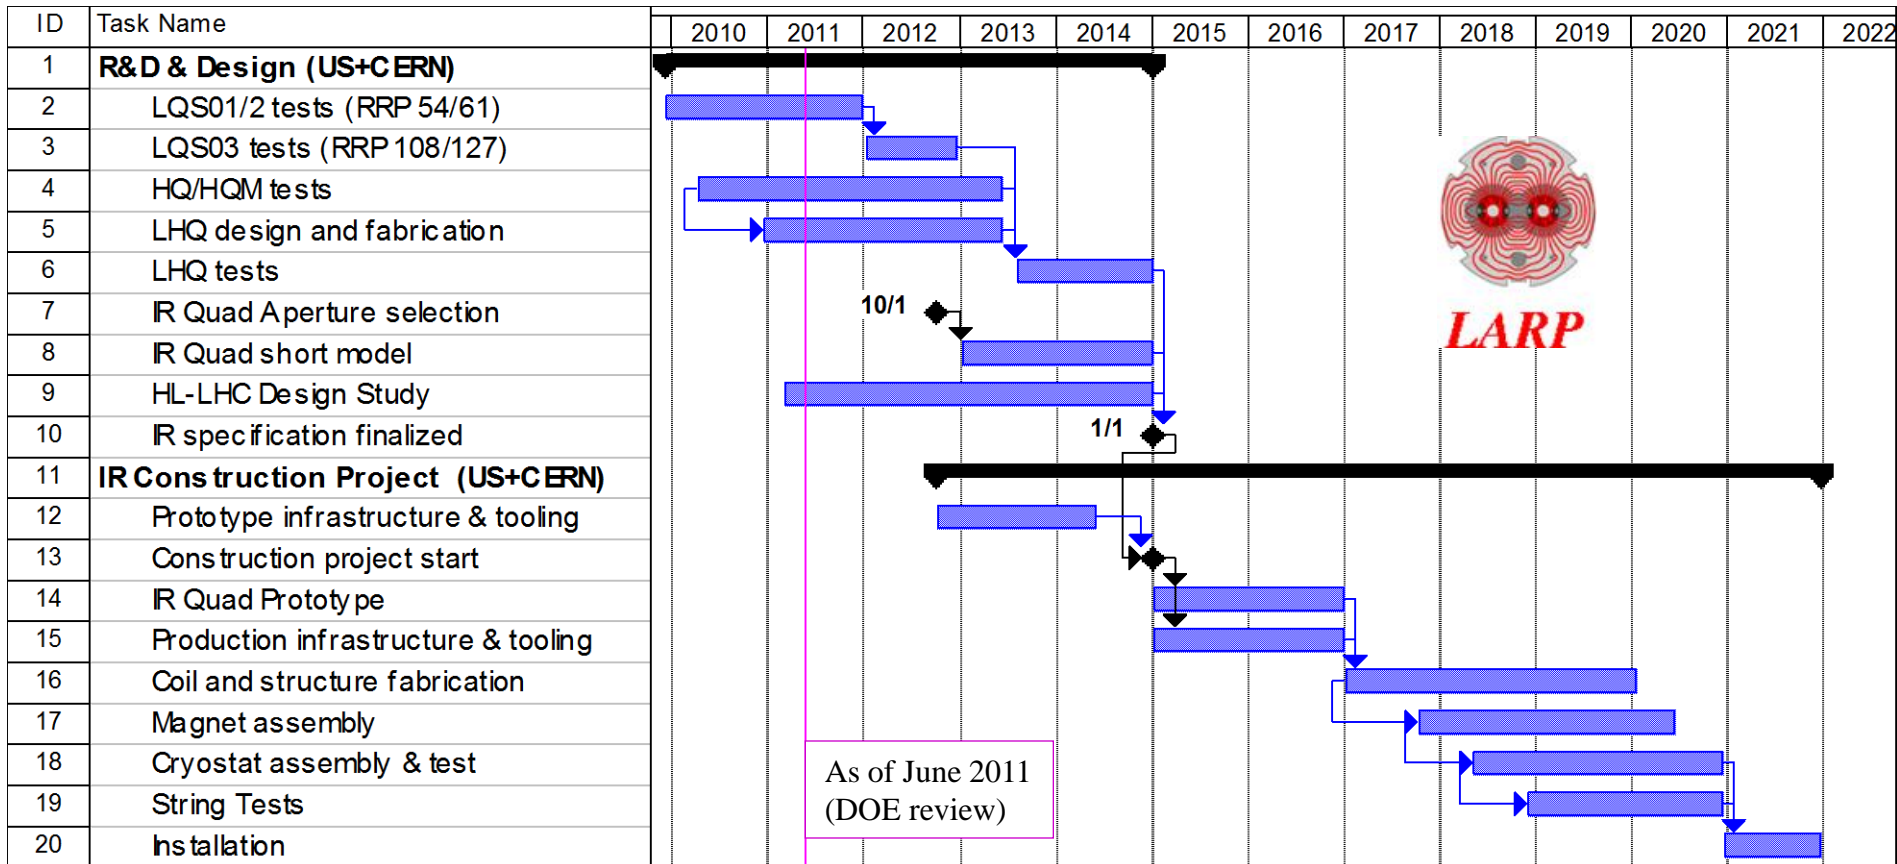 ID Task Name 2010 2011 2012 2013 2014 2015 2016 2017 2018 2019 2020 2021 2022
1 R&D & Design (US+CERN)
2 LQS01/2 tests (RRP 54/61)
3 LQS03 tests (RRP 108/127)
4 HQ/HQM tests
5 LHQ design and fabrication
6 LHQ tests
7 IR Quad Aperture selection 10/1
LARP
8 IR Quad short model
9 HL-LHC Design Study
10 IR specification finalized 1/1
11 IR Construction Project (US+CERN)
12 Prototype infrastructure & tooling
13 Construction project start
14 IR Quad Prototype
15 Production infrastructure & tooling
16 Coil and structure fabrication
17 Magnet assembly
18 Cryostat assembly & test
As of June 2011
(DOE review)
19 String Tests
20 Installation